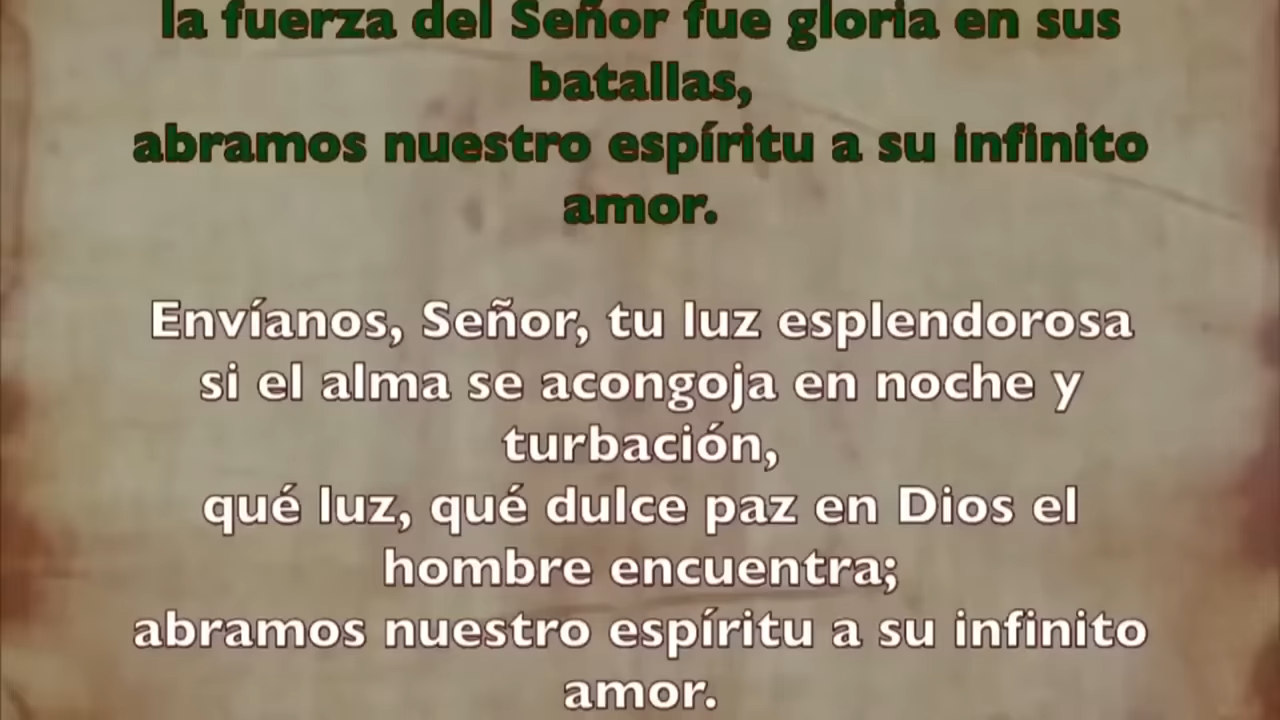 la fuerza del Señor fue gloria en sus
batallas,
abramos nuestro espíritu a su infinito
amor.
Envíanos, Señor, tu luz esplendorosa
si el alma se acongoja en noche y
turbación,
qué luz, qué dulce paz en Dios el
hombre encuentra;
abramos nuestro espíritu a su infinito
amor.